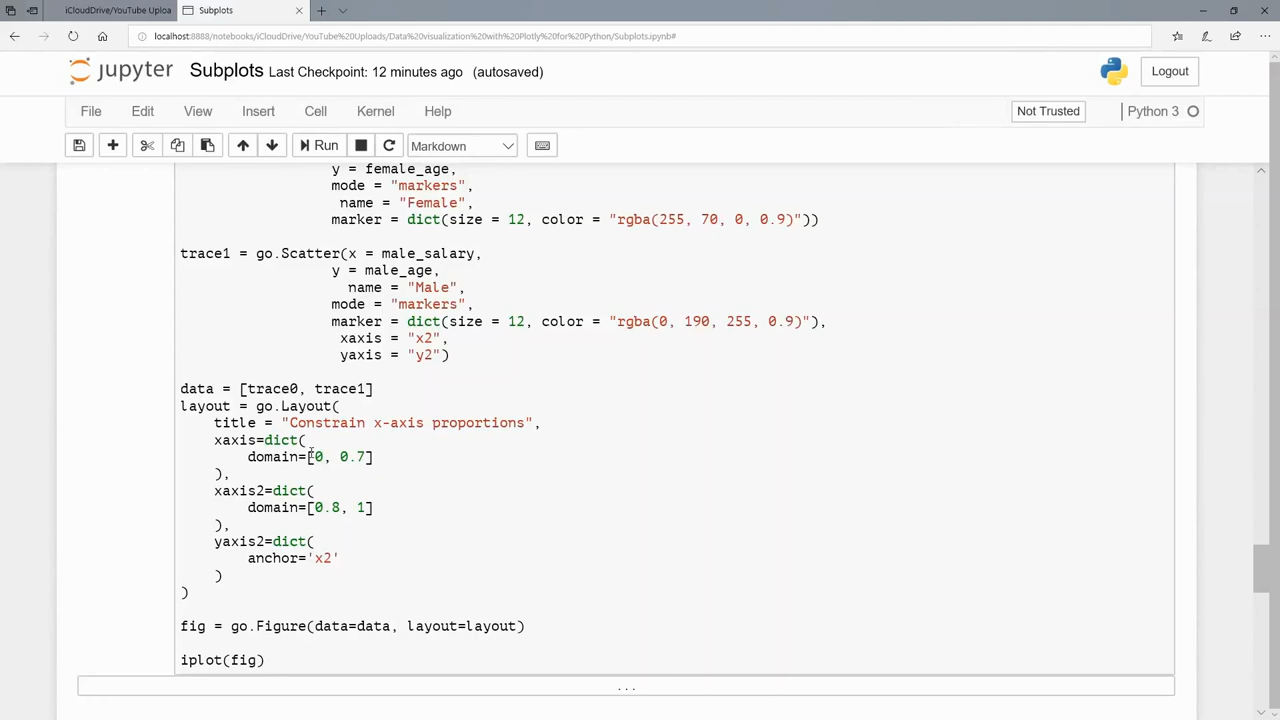 iCloudDrive/YouTube Uploa
Subplots
localhost:8888/notebooks/iCloudDrive/YouTube%20Uploads/Data%20visualization%20with%20Plotly%20for%20Python/Subplots.ipynb#
jupyter Subplots Last Checkpoint: 12 minutes ago (autosaved)
Logout
File Edit View Insert Cell Kernel Help
Not Trusted
Python 3
Run
Markdown
y = female_age,
mode = "markers",
name = "Female",
marker = dict(size = 12, color = "rgba(255, 70, 0, 0.9)"))
trace1 = go.Scatter(x = male_salary,
y = male_age,
name = "Male",
mode = "markers",
marker = dict(size = 12, color = "rgba(0, 190, 255, 0.9)"),
xaxis = "x2",
yaxis = "y2")
data = [trace0, trace1]
layout = go.Layout(
title = "Constrain x-axis proportions",
xaxis=dict(
domain=[0, 0.7]
),
xaxis2=dict(
domain=[0.8, 1]
),
yaxis2=dict(
anchor='x2'
)
)
fig = go.Figure(data=data, layout=layout)
iplot(fig)
...